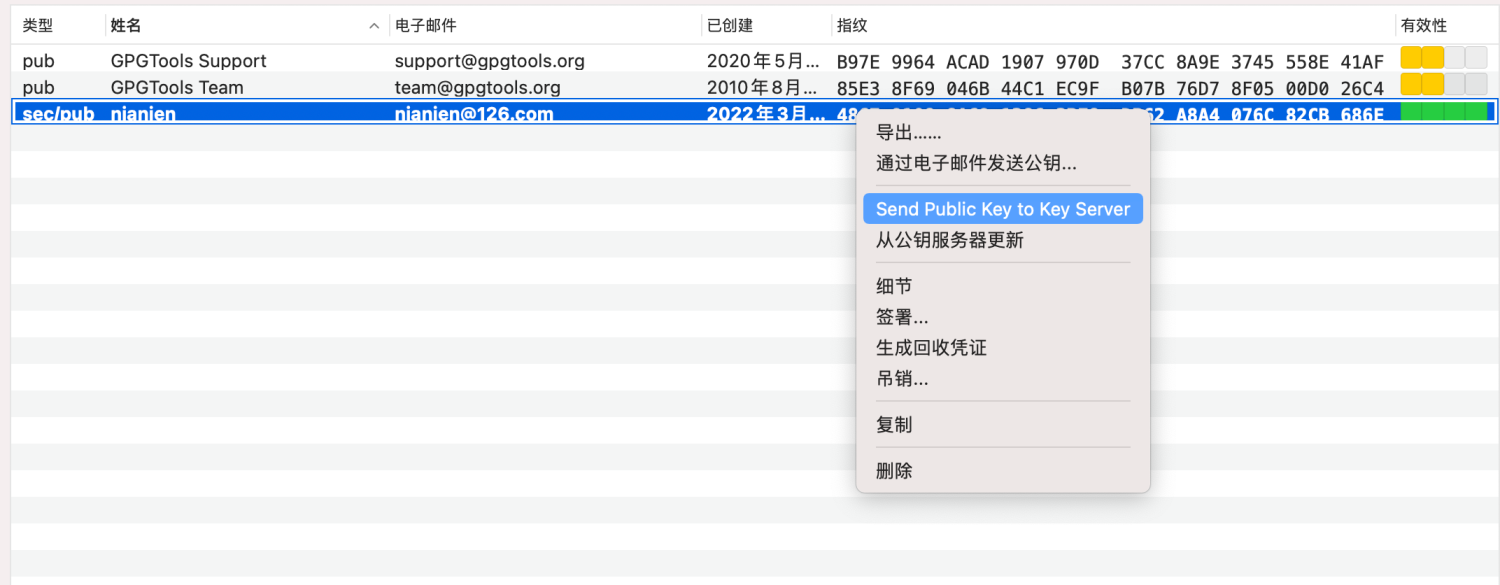 类型 姓名 电子邮件 已创建 指纹 有效性
pub GPGTools Support support@gpgtools.org 2020年5月... B97E 9964 ACAD 1907 970D 37CC 8A9E 3745 558E 41AF
pub GPGTools Team team@gpgtools.org 2010年8月... 85E3 8F69 046B 44C1 EC9F B07B 76D7 8F05 00D0 26C4
sec/pub nianien nianien@126.com 2022年3月... A8A4 076C 82CB 686E
导出......
通过电子邮件发送公钥...
Send Public Key to Key Server
从公钥服务器更新
细节
签署...
生成回收凭证
吊销...
复制
删除